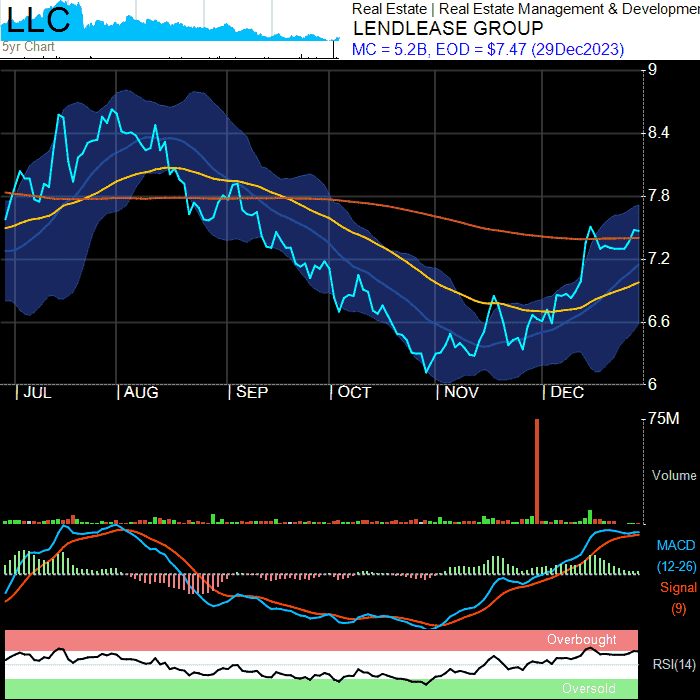 LLC
5yr Chart
Real Estate | Real Estate Management & Developmen
LENDLEASE GROUP
MC = 5.2B, EOD = $7.47 (29Dec2023)
9
8.4
7.8
7.2
6.6
6
| JUL | AUG | SEP | OCT | NOV | DEC
75M
Volume
MACD
(12-26)
Signal
(9)
Overbought
RSI(14)
Oversold